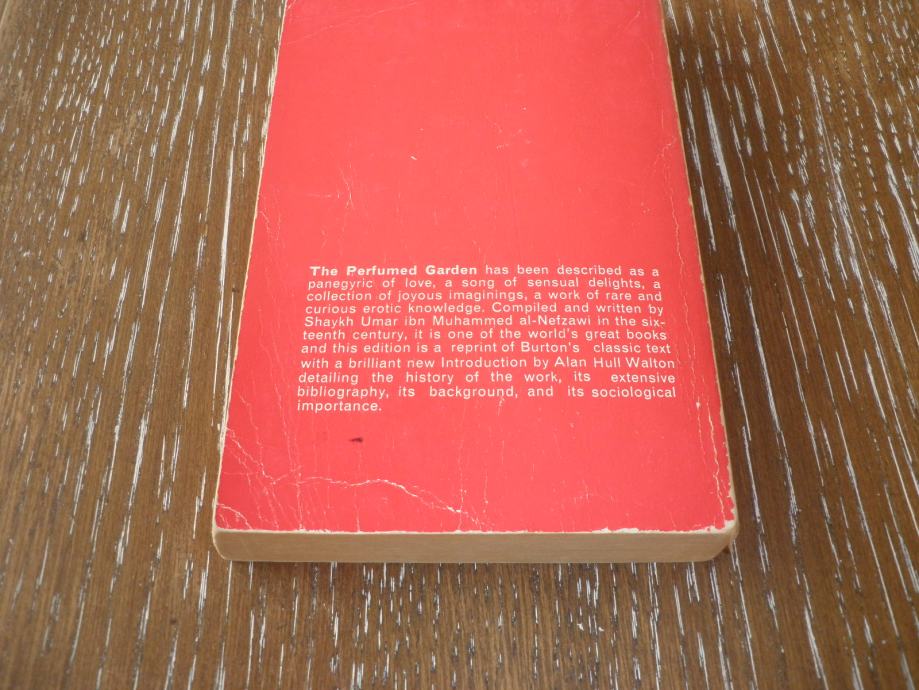 The Perfumed Garden has been described as a
panegyric of love, a song of sensual delights, a
collection of joyous imaginings, a work of rare and
curious erotic knowledge. Compiled and written by
Shaykh Umar ibn Muhammed al-Nefzawi in the six-
teenth century, it is one of the world's great books
and this edition is a reprint of Burton's classic text
with a brilliant new Introduction by Alan Hull Walton
detailing the history of the work, its extensive
bibliography, its background, and its sociological
importance.